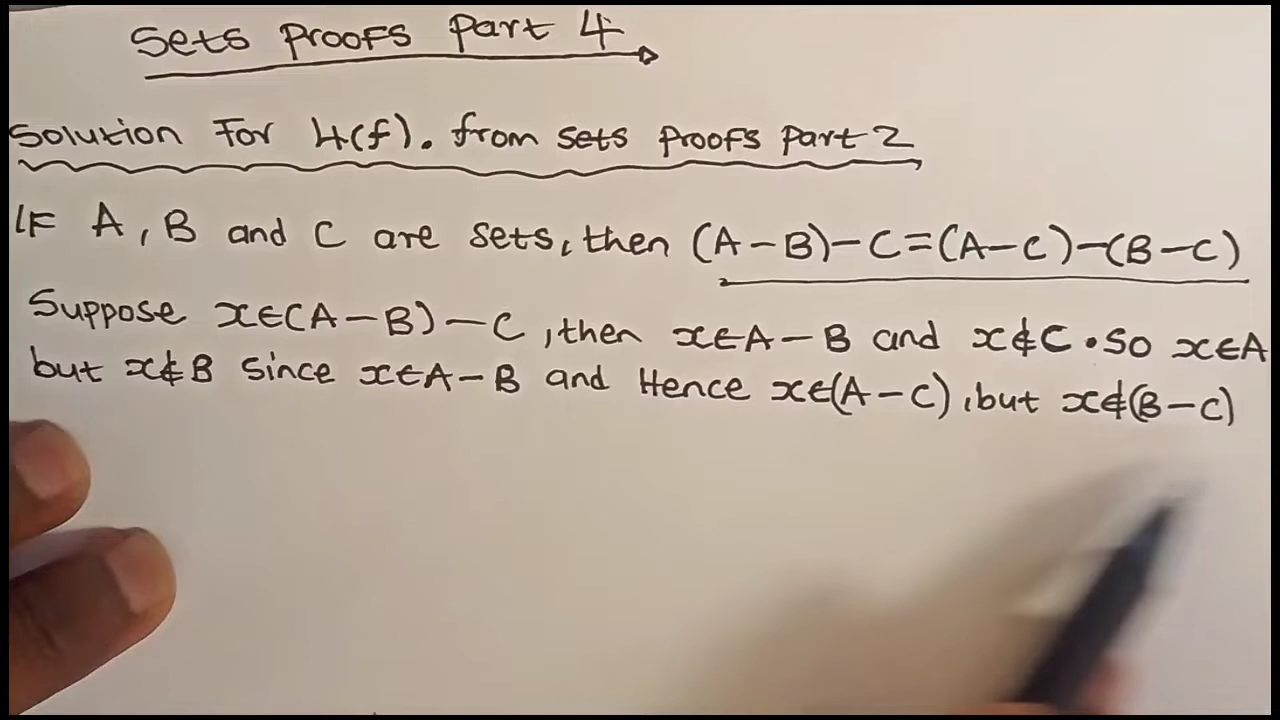 Sets Proofs Part 4
Solution For 4(f). from sets proofs part 2
IF A, B and C are sets, then (A-B)-C=(A-C)-(B-C)
Suppose x∈(A-B)-C, then x∈A-B and x∉C. So x∈A
but x∉B since x∈A-B and Hence x∈(A-C), but x∉(B-C)